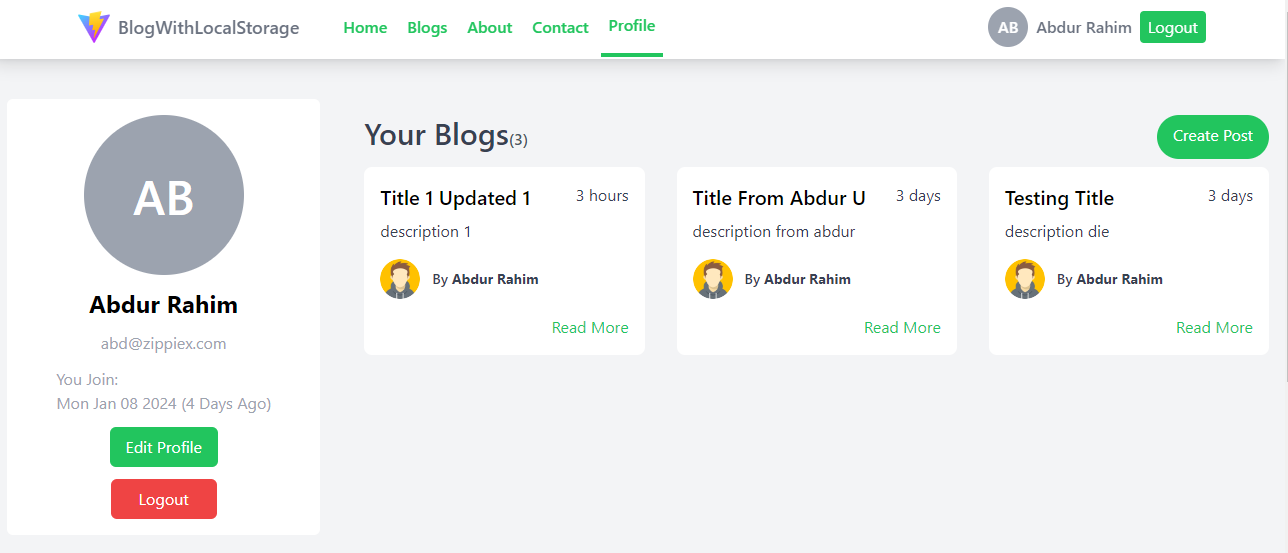 BlogWithLocalStorage Home Blogs About Contact Profile AB Abdur Rahim Logout
AB
Abdur Rahim
abd@zippiex.com
You Join:
Mon Jan 08 2024 (4 Days Ago)
Edit Profile
Logout
Your Blogs(3)
Create Post
Title 1 Updated 1 3 hours
description 1
By Abdur Rahim
Read More
Title From Abdur U 3 days
description from abdur
By Abdur Rahim
Read More
Testing Title 3 days
description die
By Abdur Rahim
Read More